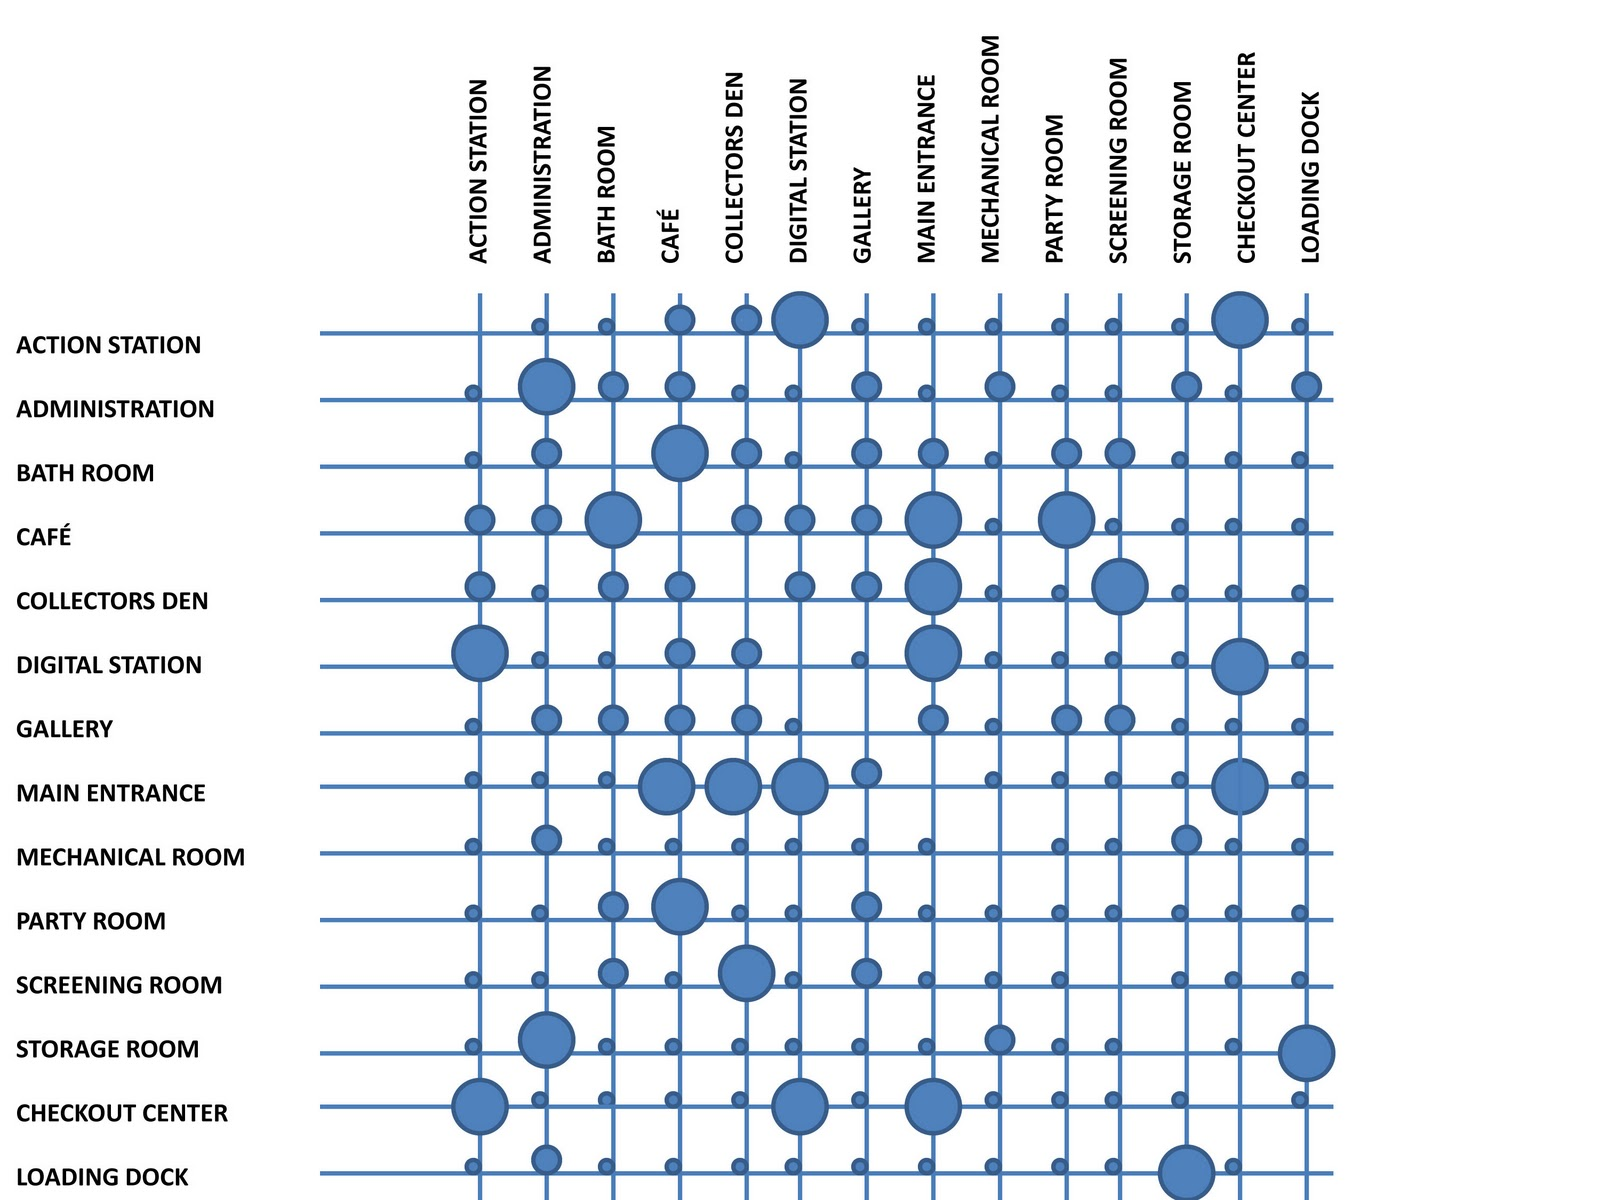 ACTION STATION
ADMINISTRATION
BATH ROOM
CAFÉ
COLLECTORS DEN
DIGITAL STATION
GALLERY
MAIN ENTRANCE
MECHANICAL ROOM
PARTY ROOM
SCREENING ROOM
STORAGE ROOM
CHECKOUT CENTER
LOADING DOCK
ACTION STATION
ADMINISTRATION
BATH ROOM
CAFÉ
COLLECTORS DEN
DIGITAL STATION
GALLERY
MAIN ENTRANCE
MECHANICAL ROOM
PARTY ROOM
SCREENING ROOM
STORAGE ROOM
CHECKOUT CENTER
LOADING DOCK